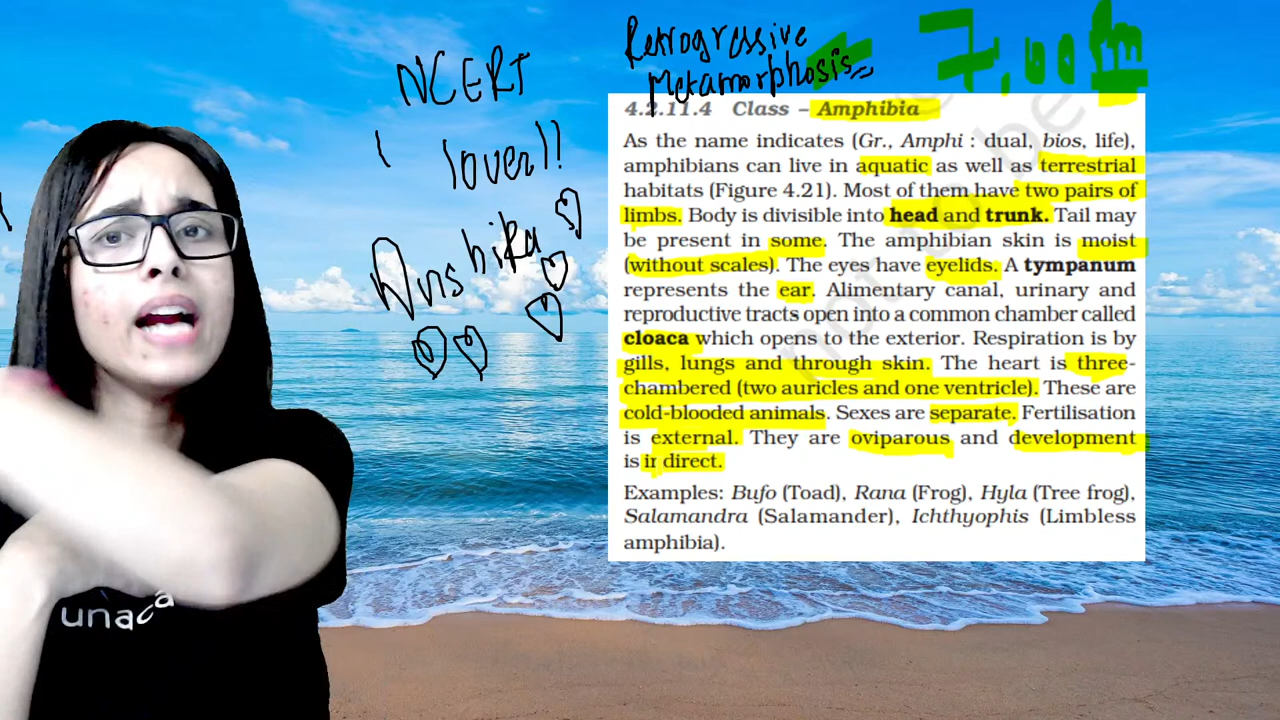 Retrogressive
Metamorphosis
7.00 pm
NCERT
lover!!
Anshika
4.2.11.4 Class – Amphibia
As the name indicates (Gr., Amphi : dual, bios, life),
amphibians can live in aquatic as well as terrestrial
habitats (Figure 4.21). Most of them have two pairs of
limbs. Body is divisible into head and trunk. Tail may
be present in some. The amphibian skin is moist
(without scales). The eyes have eyelids. A tympanum
represents the ear. Alimentary canal, urinary and
reproductive tracts open into a common chamber called
cloaca which opens to the exterior. Respiration is by
gills, lungs and through skin. The heart is three-
chambered (two auricles and one ventricle). These are
cold-blooded animals. Sexes are separate. Fertilisation
is external. They are oviparous and development
is indirect.
Examples: Bufo (Toad), Rana (Frog), Hyla (Tree frog),
Salamandra (Salamander), Ichthyophis (Limbless
amphibia).
not to be
una